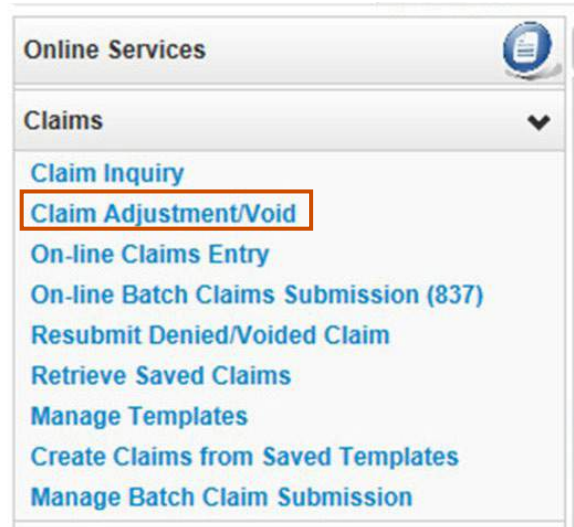 Online Services
Claims
Claim Inquiry
Claim Adjustment/Void
On-line Claims Entry
On-line Batch Claims Submission (837)
Resubmit Denied/Voided Claim
Retrieve Saved Claims
Manage Templates
Create Claims from Saved Templates
Manage Batch Claim Submission